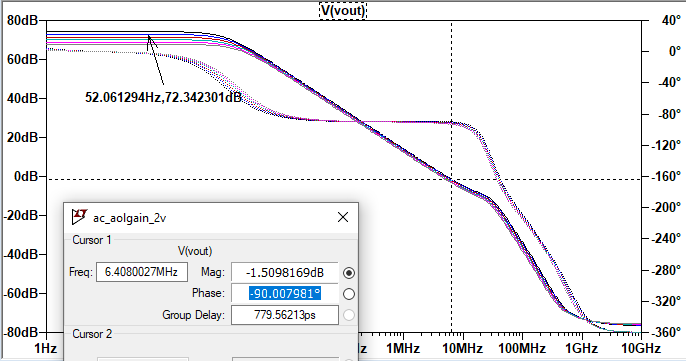 V(vout)
80dB
60dB
40dB
20dB
0dB
-20dB
-40dB
-60dB
-80dB
40°
0°
-40°
-80°
-120°
-160°
-200°
-240°
-280°
-320°
-360°
52.061294Hz,72.342301dB
ac_aolgain_2v
Cursor 1
V(vout)
Freq: 6.4080027MHz Mag: -1.5098169dB
Phase: -90.007981°
Group Delay: 779.56213ps
Cursor 2
1Hz 1MHz 10MHz 100MHz 1GHz 10GHz